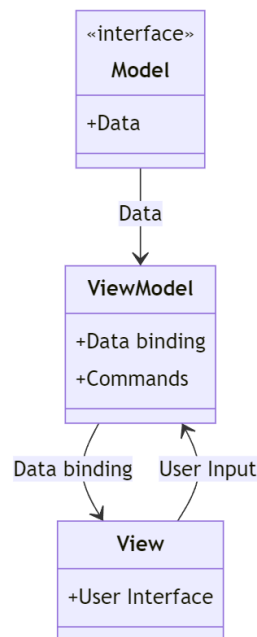 «interface»
Model
+Data
Data
ViewModel
+Data binding
+Commands
Data binding
User Input
View
+User Interface